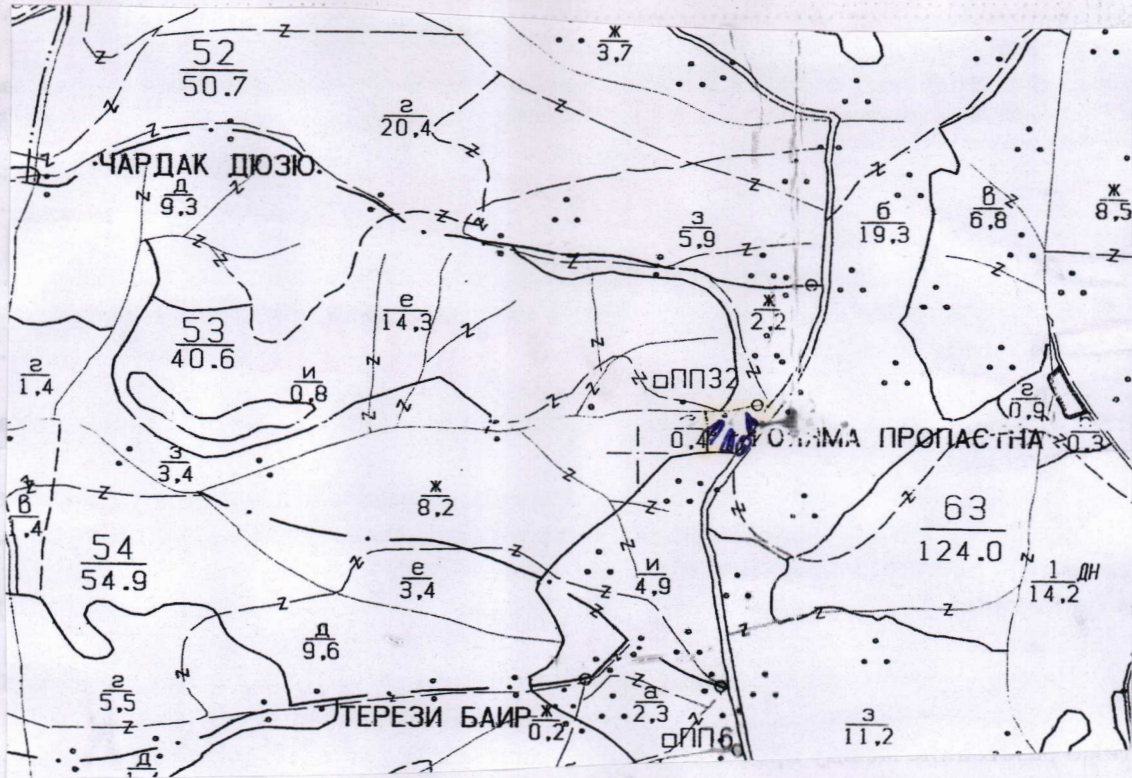 52
50.7
ж
3,7
г
20,4
ЧАРДАК ДЮЗЮ
д
9,3
з
5,9
б
19,3
в
6,8
ж
8,5
е
14,3
53
40.6
ж
2,2
г
1,4
и
0,8
□ПП32
г
0,9
0,4
МА ПРОПАСТНА
0,3
з
3,4
в
,4
ж
8,2
63
124.0
54
54.9
е
3,4
и
4,9
1 ДН
14,2
д
9,6
г
5,5
а
2,3
ТЕРЕЗИ БАИР
ж
0,2
□ПП6
з
11,2